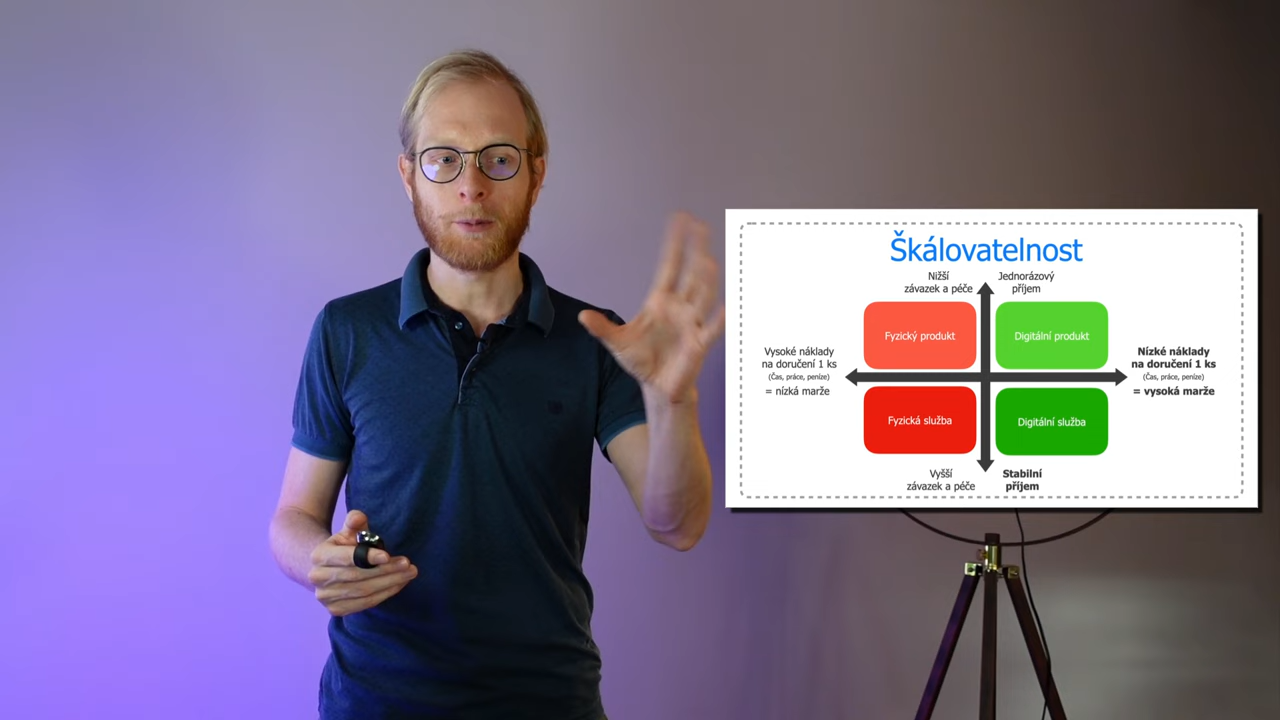 Škálovatelnost
Nižší
závazek a péče
Jednorázový
příjem
Fyzický produkt
Digitální produkt
Vysoké náklady
na doručení 1 ks
(Čas, práce, peníze)
= nízká marže
Nízké náklady
na doručení 1 ks
(Čas, práce, peníze)
= vysoká marže
Fyzická služba
Digitální služba
Vyšší
závazek a péče
Stabilní
příjem